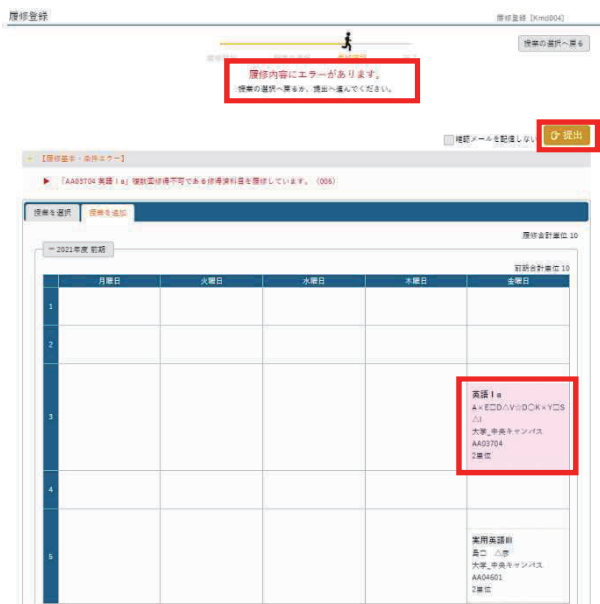 履修登録
履修登録 [Kmd004]
授業の選択へ戻る
履修内容にエラーがあります。
授業の選択へ戻るか、提出へ進んでください。
確認メールを配信しない
提出
【履修基本・条件エラー】
▶ 「AA03704 英語Ⅰa」複数回修得不可である修得済科目を履修しています。 (006)
授業を選択
授業を追加
履修合計単位 10
2021年度 前期
前期合計単位 10
月曜日 火曜日 水曜日 木曜日 金曜日
1
2
3
英語Ⅰa
A×E□D△V☆D〇K×Y□S
△I
大学_中央キャンパス
AA03704
2単位
4
5
実用英語III
大学_中央キャンパス
AA04601
2単位